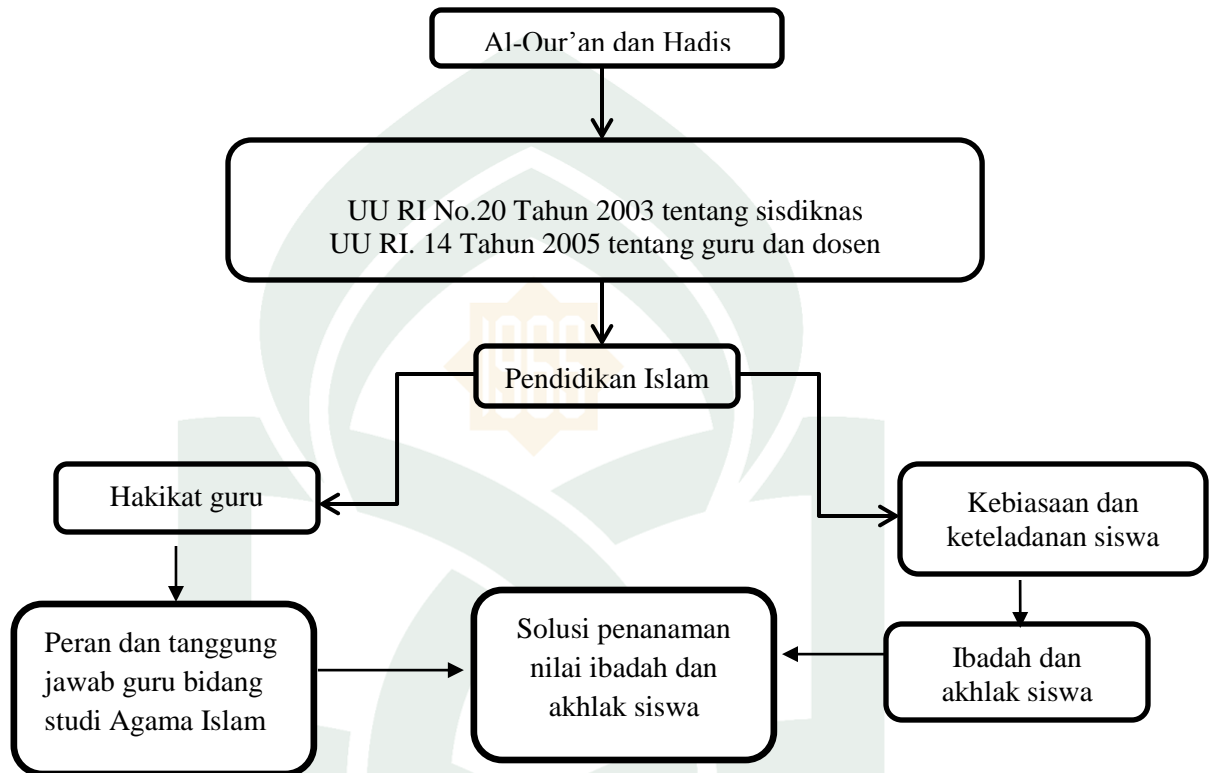 Al-Qur'an dan Hadis
UU RI No.20 Tahun 2003 tentang sisdiknas
UU RI. 14 Tahun 2005 tentang guru dan dosen
1965
Pendidikan Islam
Hakikat guru
Kebiasaan dan
keteladanan siswa
Peran dan tanggung
jawab guru bidang
studi Agama Islam
Solusi penanaman
nilai ibadah dan
akhlak siswa
Ibadah dan
akhlak siswa